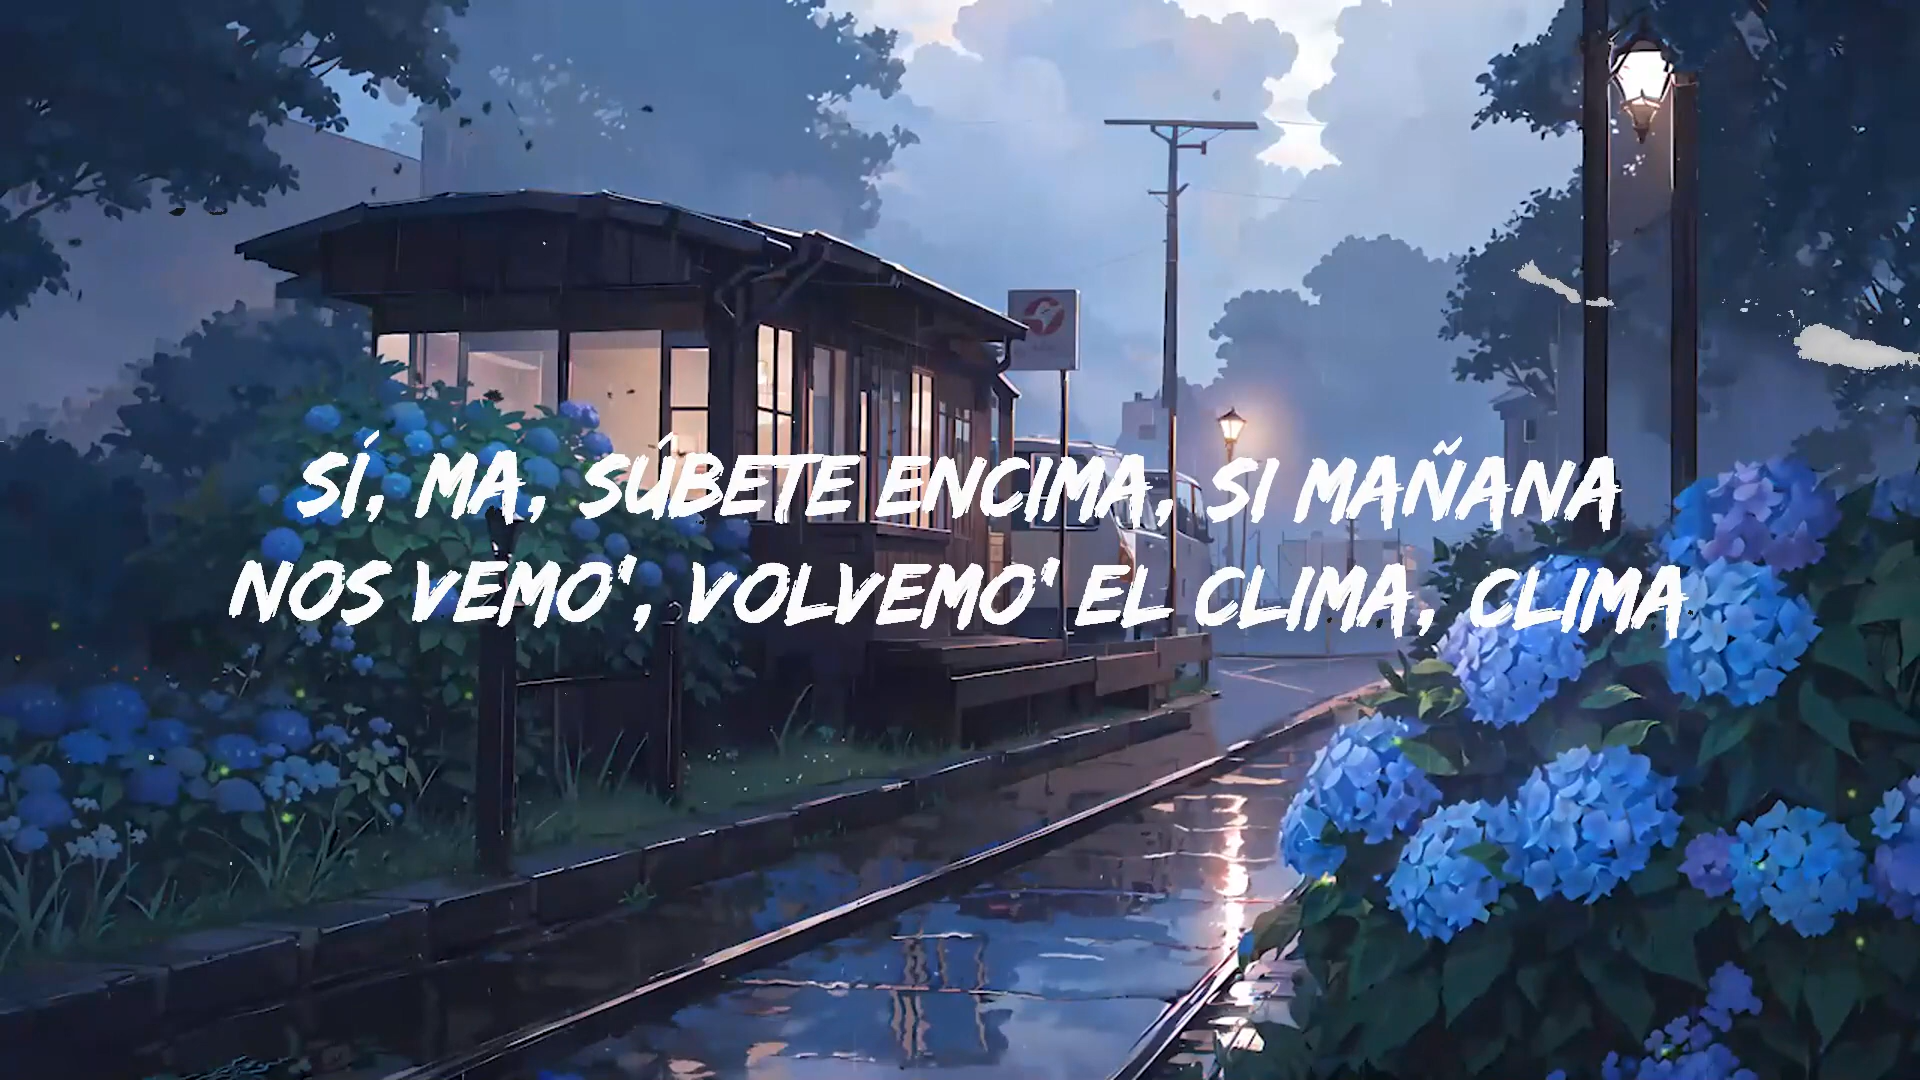 SÍ, MA, SÚBETE ENCIMA, SI MAÑANA
NOS VEMO', VOLVEMO' EL CLIMA, CLIMA